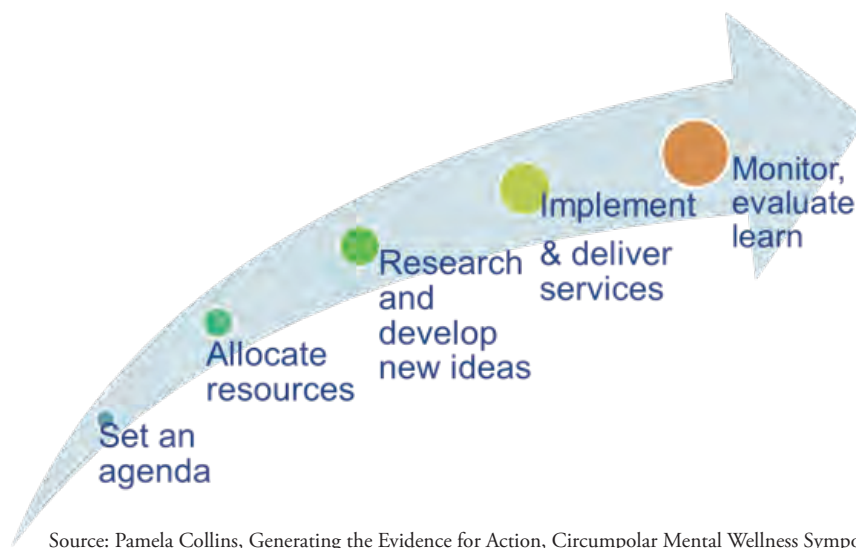 Monitor,
evaluate
learn
Implement
& deliver
services
Research
and
develop
new ideas
Allocate
resources
Set an
agenda
Source: Pamela Collins, Generating the Evidence for Action, Circumpolar Mental Wellness